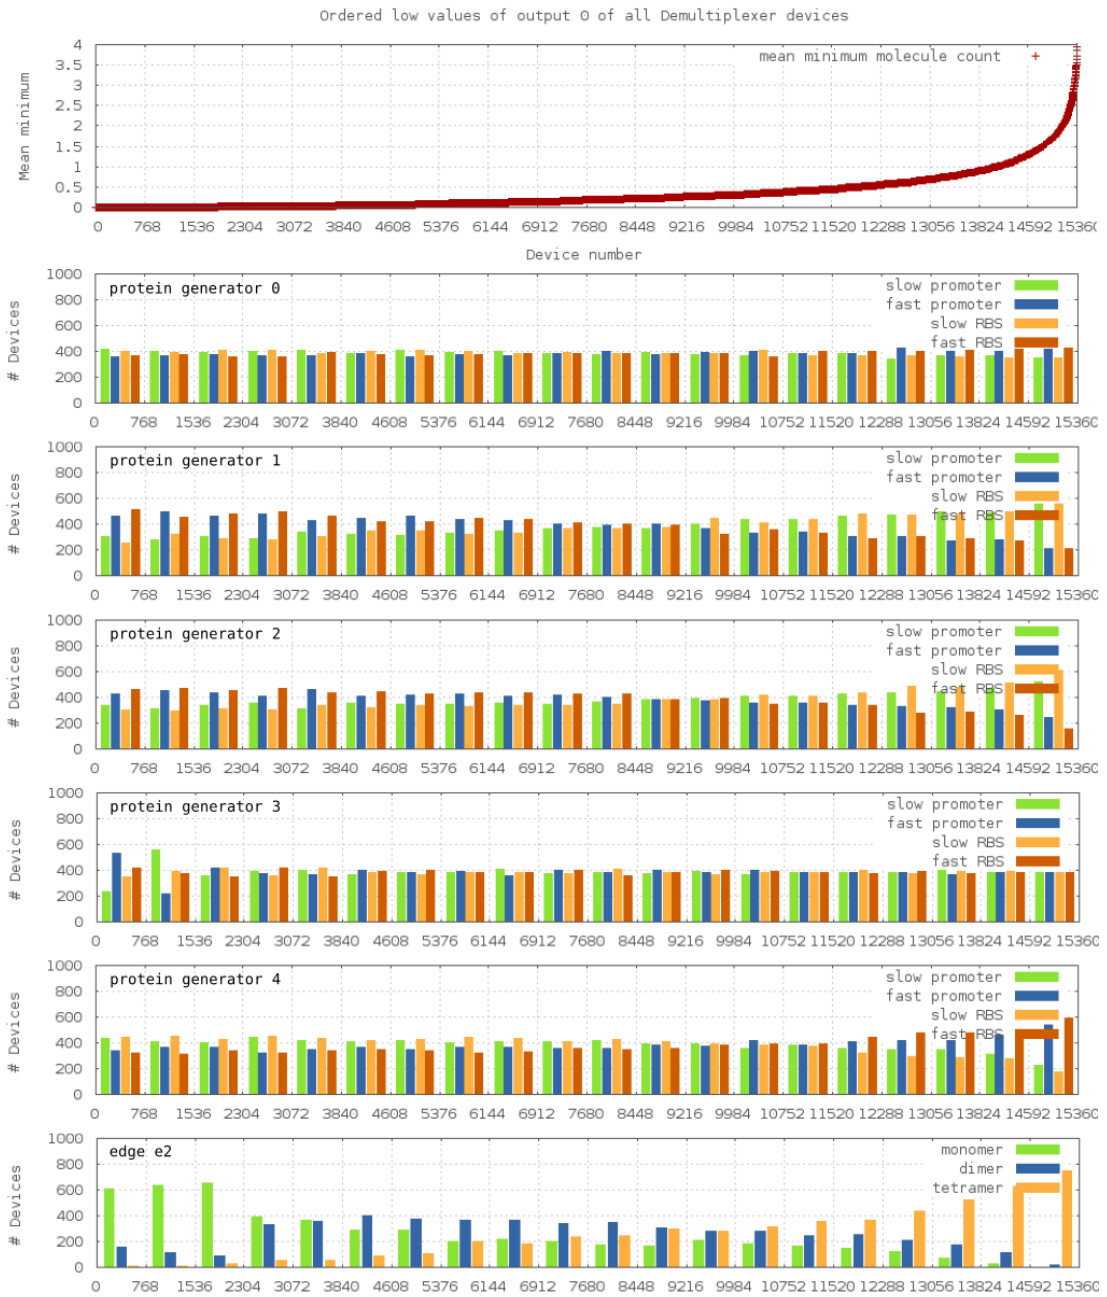 Ordered low values of output 0 of all Demultiplexer devices
4
3.5
3
2.5
2
1.5
1
0.5
0
Mean minimum
mean minimum molecule count
0 768 1536 2304 3072 3840 4608 5376 6144 6912 7680 8448 9216 9984 10752 11520 12288 13056 13824 14592 15360
Device number
1000
800
600
400
200
0
# Devices
protein generator 0
slow promoter
fast promoter
slow RBS
fast RBS
0 768 1536 2304 3072 3840 4608 5376 6144 6912 7680 8448 9216 9984 10752 11520 12288 13056 13824 14592 15360
1000
800
600
400
200
0
# Devices
protein generator 1
slow promoter
fast promoter
slow RBS
fast RBS
0 768 1536 2304 3072 3840 4608 5376 6144 6912 7680 8448 9216 9984 10752 11520 12288 13056 13824 14592 15360
1000
800
600
400
200
0
# Devices
protein generator 2
slow promoter
fast promoter
slow RBS
fast RBS
0 768 1536 2304 3072 3840 4608 5376 6144 6912 7680 8448 9216 9984 10752 11520 12288 13056 13824 14592 15360
1000
800
600
400
200
0
# Devices
protein generator 3
slow promoter
fast promoter
slow RBS
fast RBS
0 768 1536 2304 3072 3840 4608 5376 6144 6912 7680 8448 9216 9984 10752 11520 12288 13056 13824 14592 15360
1000
800
600
400
200
0
# Devices
protein generator 4
slow promoter
fast promoter
slow RBS
fast RBS
0 768 1536 2304 3072 3840 4608 5376 6144 6912 7680 8448 9216 9984 10752 11520 12288 13056 13824 14592 15360
1000
800
600
400
200
0
# Devices
edge e2
monomer
dimer
tetramer
0 768 1536 2304 3072 3840 4608 5376 6144 6912 7680 8448 9216 9984 10752 11520 12288 13056 13824 14592 15360